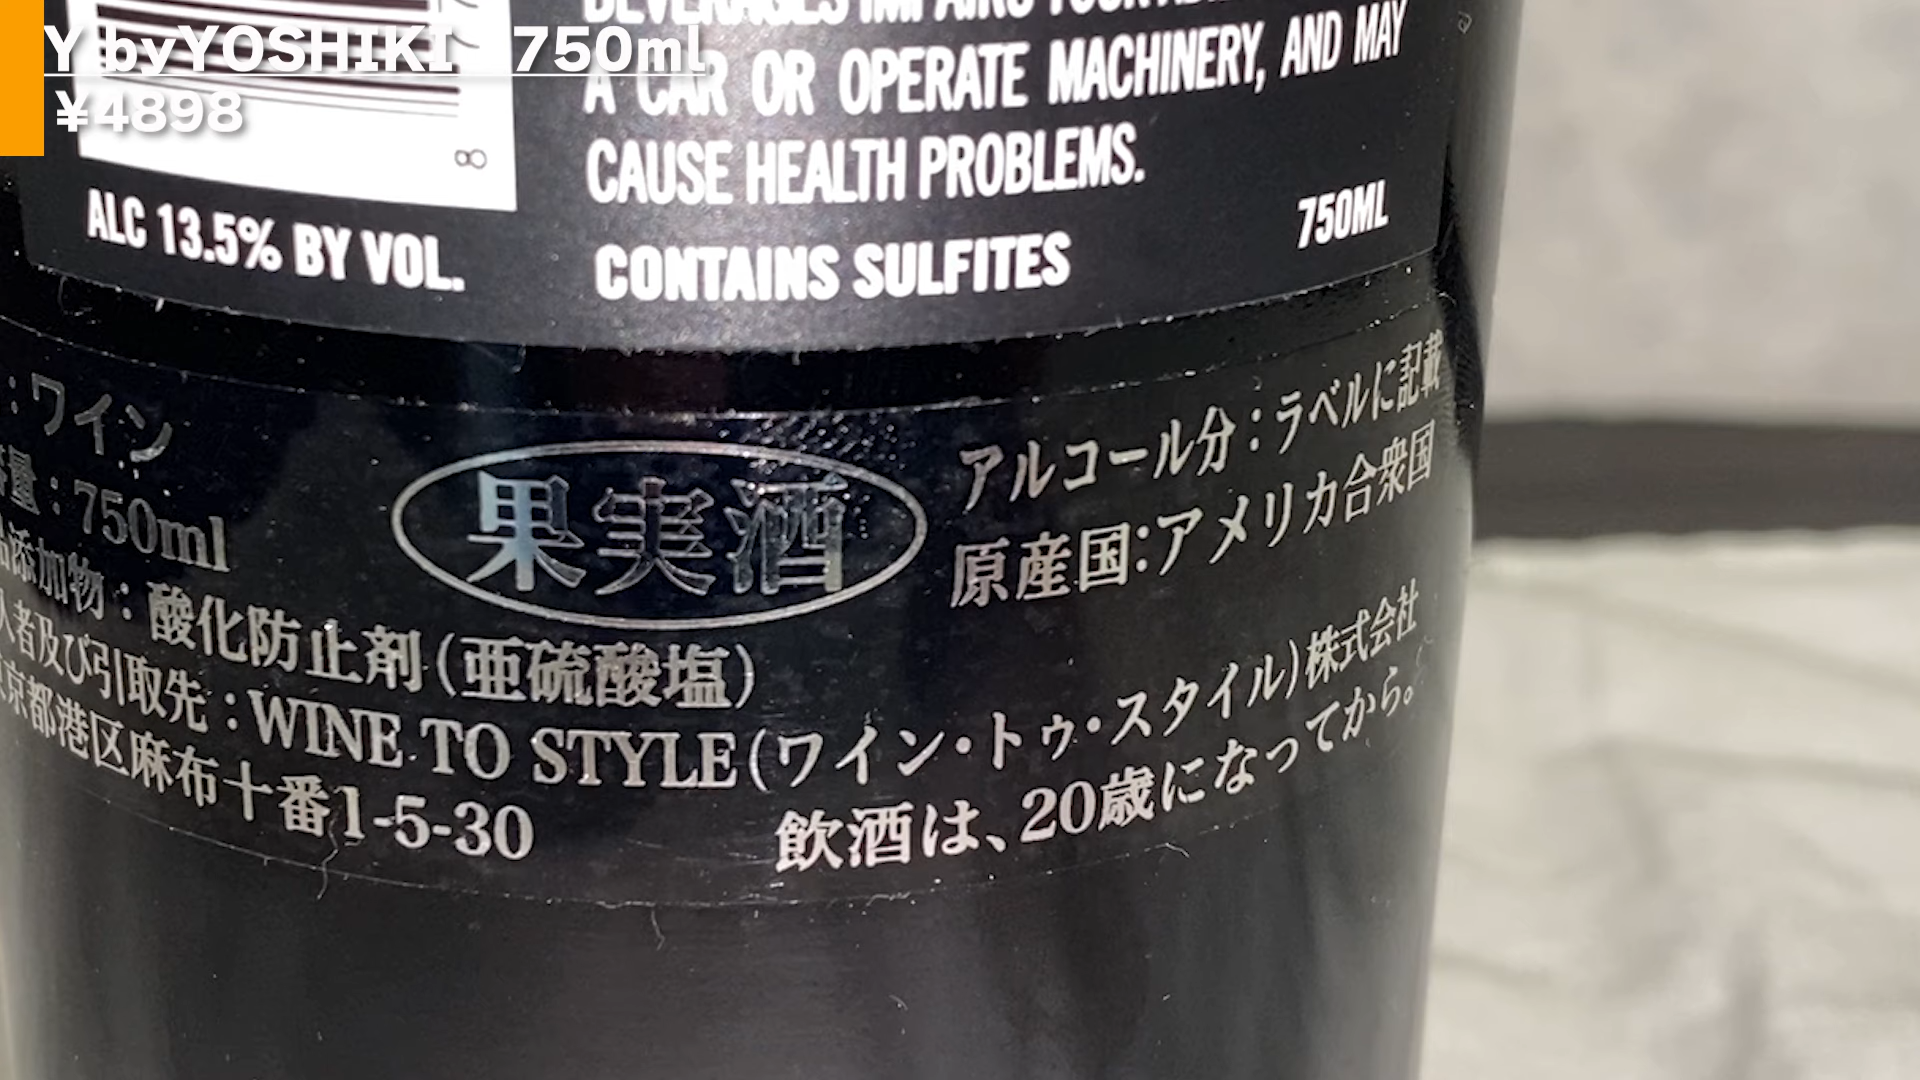 Y byYOSHIKI 750ml
¥4898
A CAR OR OPERATE MACHINERY, AND MAY
CAUSE HEALTH PROBLEMS.
8
ALC 13.5% BY VOL.
CONTAINS SULFITES
750ML
:ワイン
量:750ml
添加物:酸化防止剤(亜硫酸塩)
者及び引取先:WINE TO STYLE(ワイン・トゥ・スタイル)株式会社
京都港区麻布十番1-5-30
果実酒
アルコール分:ラベルに記載
原産国:アメリカ合衆国
飲酒は、20歳になってから。